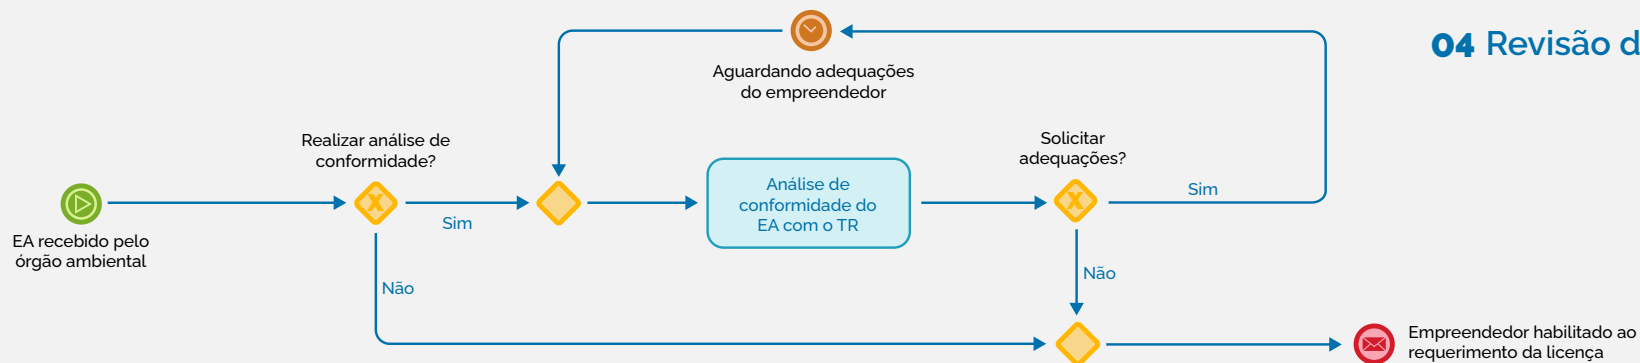 04 Revisão d
Aguardando adequações
do empreendedor
Realizar análise de
conformidade?
Solicitar
adequações?
X
X
Análise de
conformidade do
EA com o TR
Sim
Sim
EA recebido pelo
órgão ambiental
Não
Não
Empreendedor habilitado ao
requerimento da licença